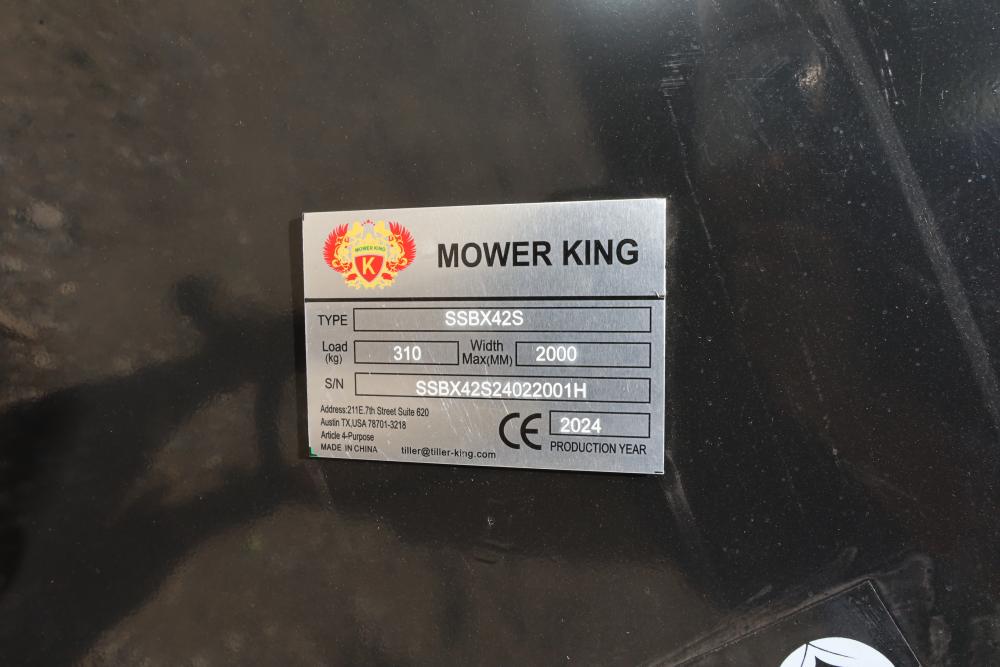 MOWER KING
K
MOWER KING
TYPE SSBX42S
Load (kg) 310 Width Max(MM) 2000
S/N SSBX42S24022001H
Address:211E.7th Street Suite 620
Austin TX,USA 78701-3218
Article 4-Purpose
MADE IN CHINA
tiller@tiller-king.com
CE
2024
PRODUCTION YEAR